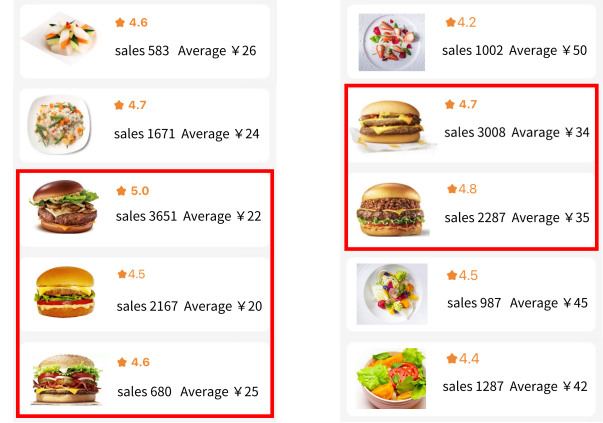 4.6
sales 583 Average ￥26
4.7
sales 1671 Average ￥24
5.0
sales 3651 Average ￥22
4.5
sales 2167 Average ￥20
4.6
sales 680 Average ￥25
4.2
sales 1002 Average ￥50
4.7
sales 3008 Avarage ￥34
4.8
sales 2287 Average ￥35
4.5
sales 987 Average ￥45
4.4
sales 1287 Average ￥42